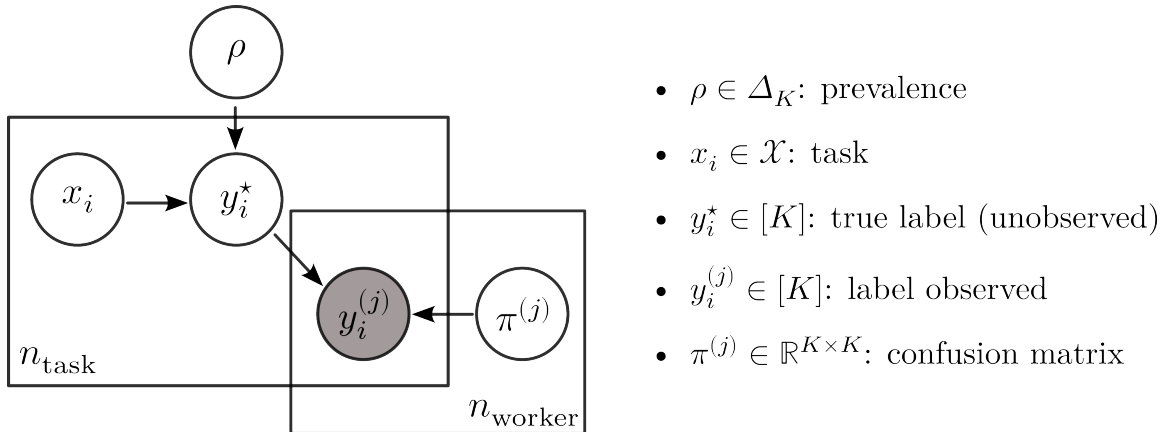 ρ
x_i
y_i^⋆
y_i^{(j)}
π^{(j)}
n_task
n_worker
• ρ ∈ Δ_K: prevalence
• x_i ∈ 𝒳: task
• y_i^⋆ ∈ [K]: true label (unobserved)
• y_i^{(j)} ∈ [K]: label observed
• π^{(j)} ∈ ℝ^{K×K}: confusion matrix